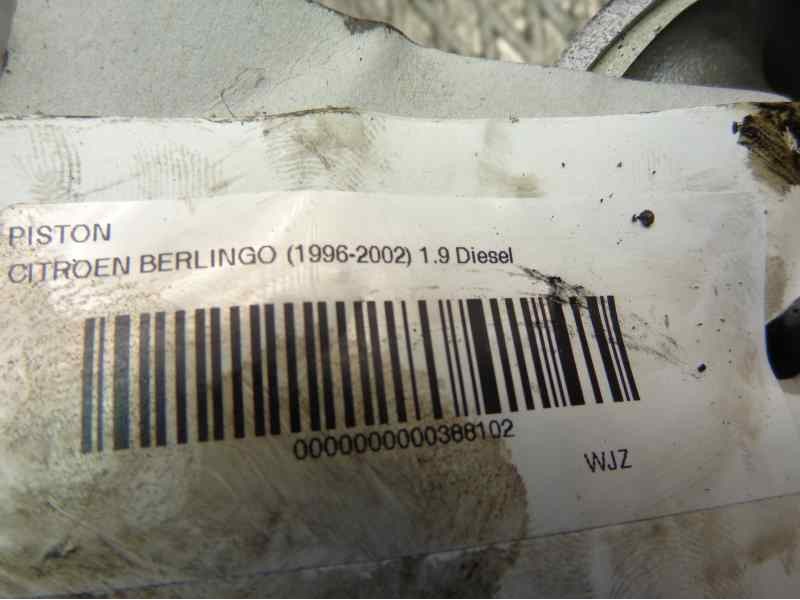 PISTON
CITROEN BERLINGO (1996-2002) 1.9 Diesel
0000000000388102
WJZ